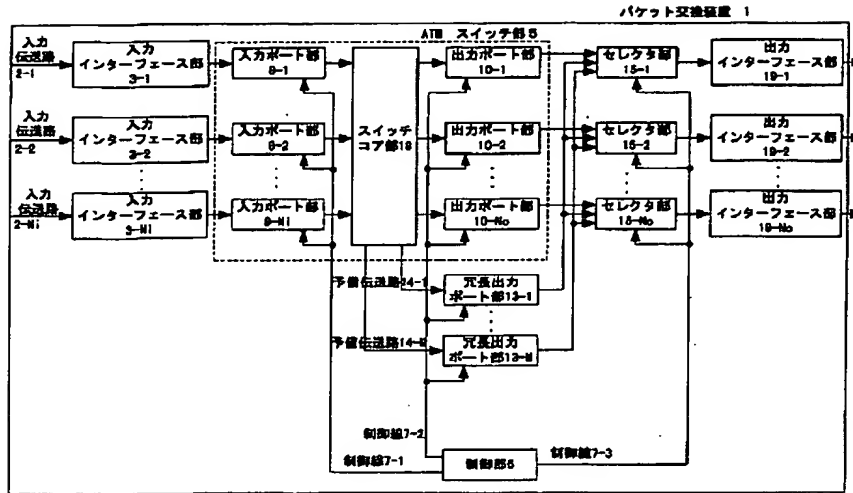 パケット交換装置 1
ATM スイッチ部5
入力
伝送路
2-1
入力
インターフェース部
3-1
入力ポート部
8-1
出力ポート部
10-1
セレクタ部
15-1
出力
インターフェース部
19-1
入力
伝送路
2-2
入力
インターフェース部
3-2
入力ポート部
8-2
スイッチ
コア部18
出力ポート部
10-2
セレクタ部
15-2
出力
インターフェース部
19-2
入力
伝送路
2-Ni
入力
インターフェース部
3-Ni
入力ポート部
8-Ni
出力ポート部
10-No
セレクタ部
15-No
出力
インターフェース部
19-No
予備伝送路14-1
冗長出力
ポート部13-1
予備伝送路14-M
冗長出力
ポート部13-M
制御線7-2
制御線7-1
制御部6
制御線7-3